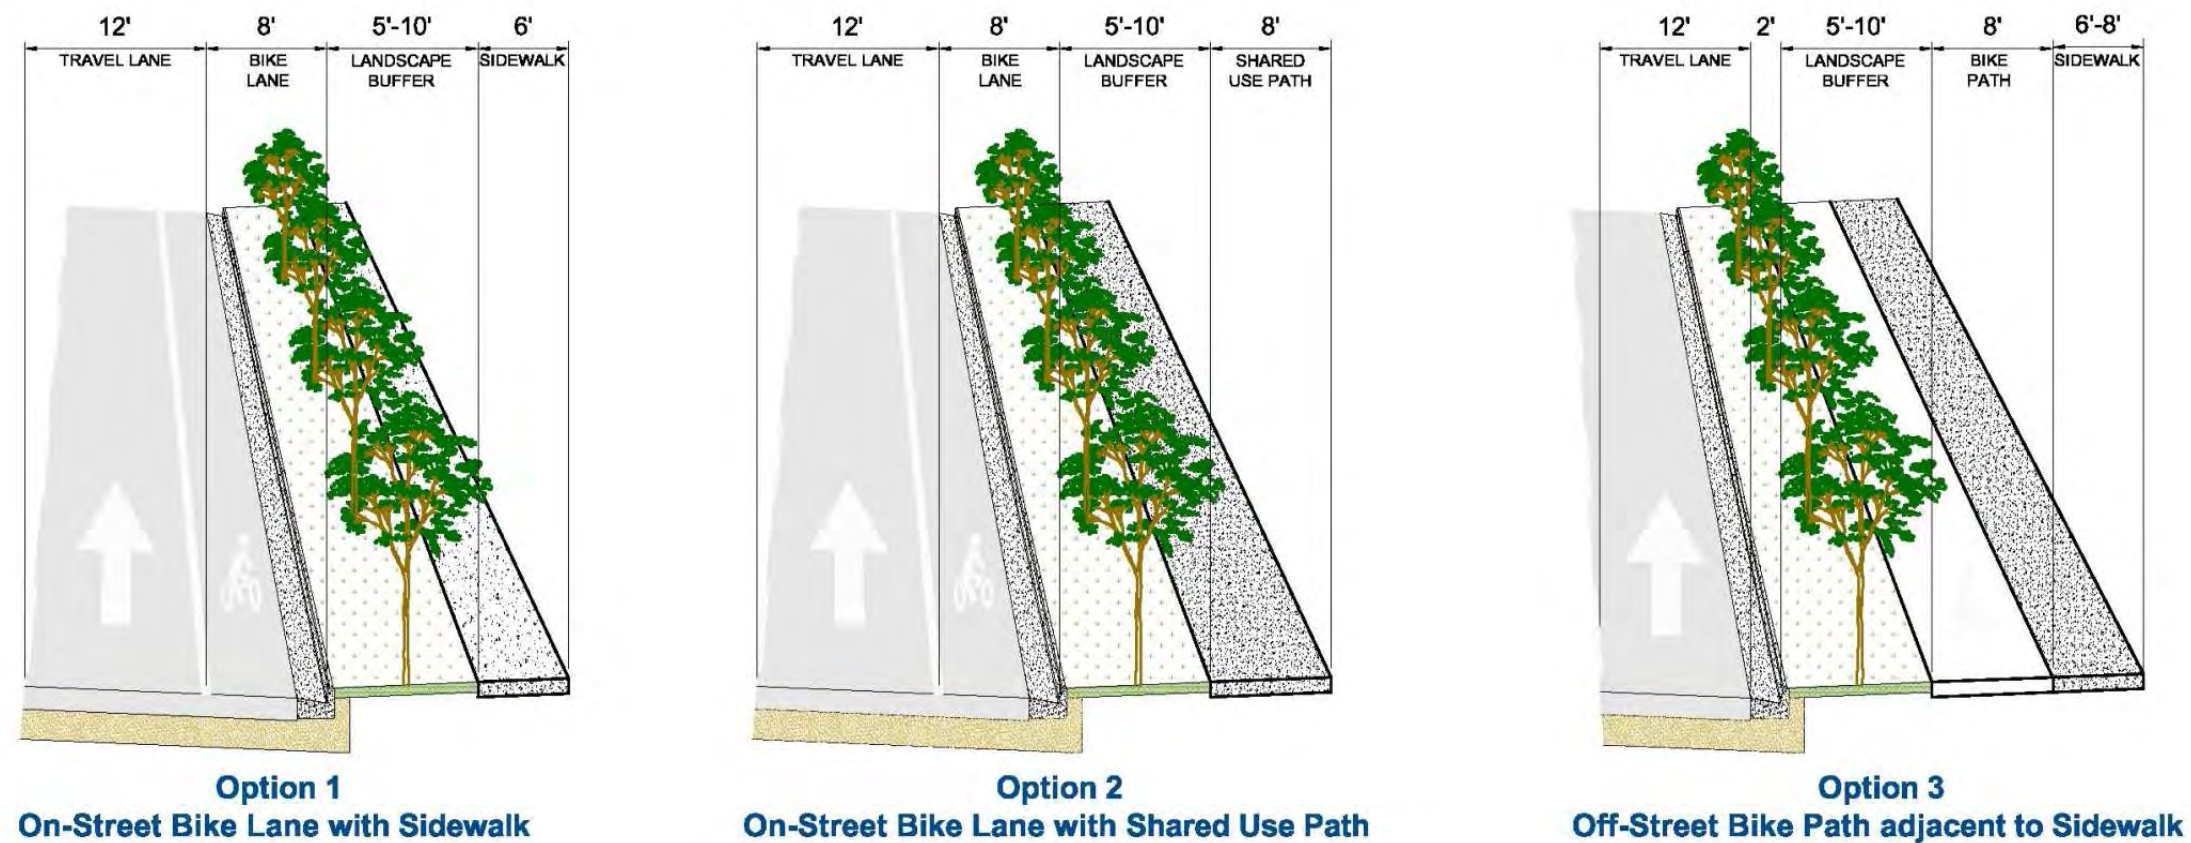 12' 8' 5'-10' 6'
TRAVEL LANE BIKE LANE LANDSCAPE BUFFER SIDEWALK
Option 1
On-Street Bike Lane with Sidewalk
12' 8' 5'-10' 8'
TRAVEL LANE BIKE LANE LANDSCAPE BUFFER SHARED USE PATH
Option 2
On-Street Bike Lane with Shared Use Path
12' 2' 5'-10' 8' 6'-8'
TRAVEL LANE LANDSCAPE BUFFER BIKE PATH SIDEWALK
Option 3
Off-Street Bike Path adjacent to Sidewalk